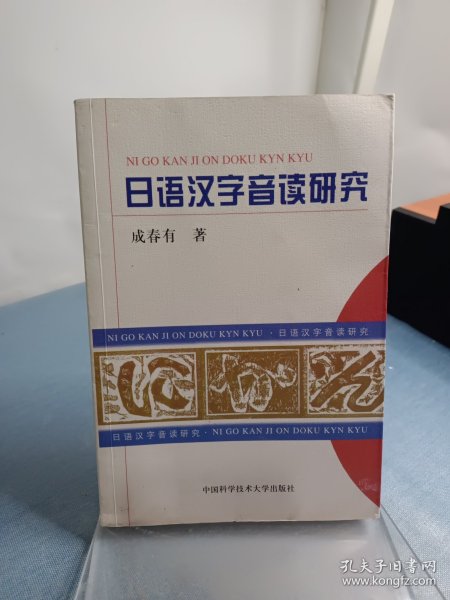 NI GO KAN JI ON DOKU KYN KYU
日语汉字音读研究
成春有 著
NI GO KAN JI ON DOKU KYN KYU · 日语汉字音读研究
日语汉字音读研究 · NI GO KAN JI ON DOKU KYN KYU
中国科学技术大学出版社
孔夫子旧书网
www.kongfz.com